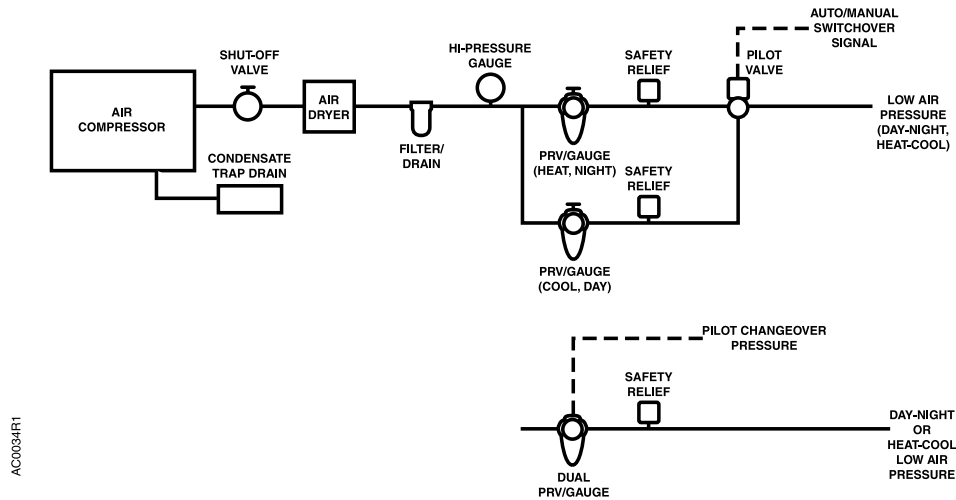 AUTO/MANUAL
SWITCHOVER
SIGNAL
HI-PRESSURE
GAUGE
SAFETY
RELIEF
PILOT
VALVE
SHUT-OFF
VALVE
AIR
COMPRESSOR
AIR
DRYER
LOW AIR
PRESSURE
(DAY-NIGHT,
HEAT-COOL)
FILTER/
DRAIN
PRV/GAUGE
(HEAT, NIGHT)
CONDENSATE
TRAP DRAIN
SAFETY
RELIEF
PRV/GAUGE
(COOL, DAY)
PILOT CHANGEOVER
PRESSURE
SAFETY
RELIEF
DAY-NIGHT
OR
HEAT-COOL
LOW AIR
PRESSURE
DUAL
PRV/GAUGE
AC0034R1